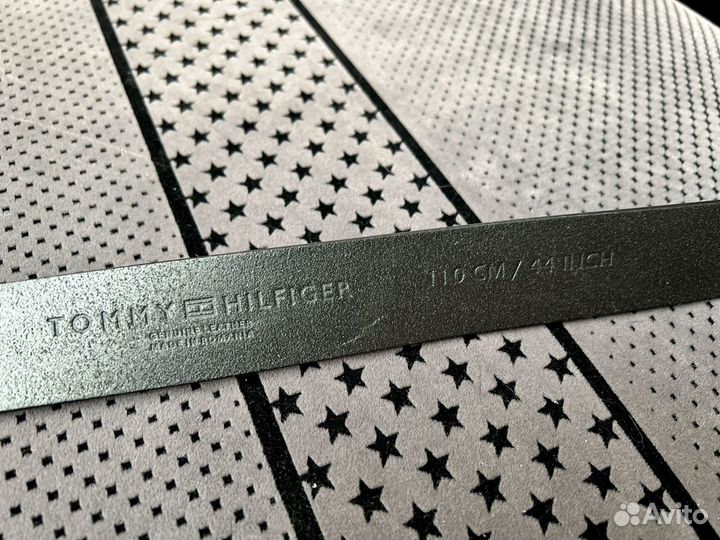 TOMMY HILFIGER
GENUINE LEATHER
MADE IN ROMANIA
110 CM / 44 INCH
Avito